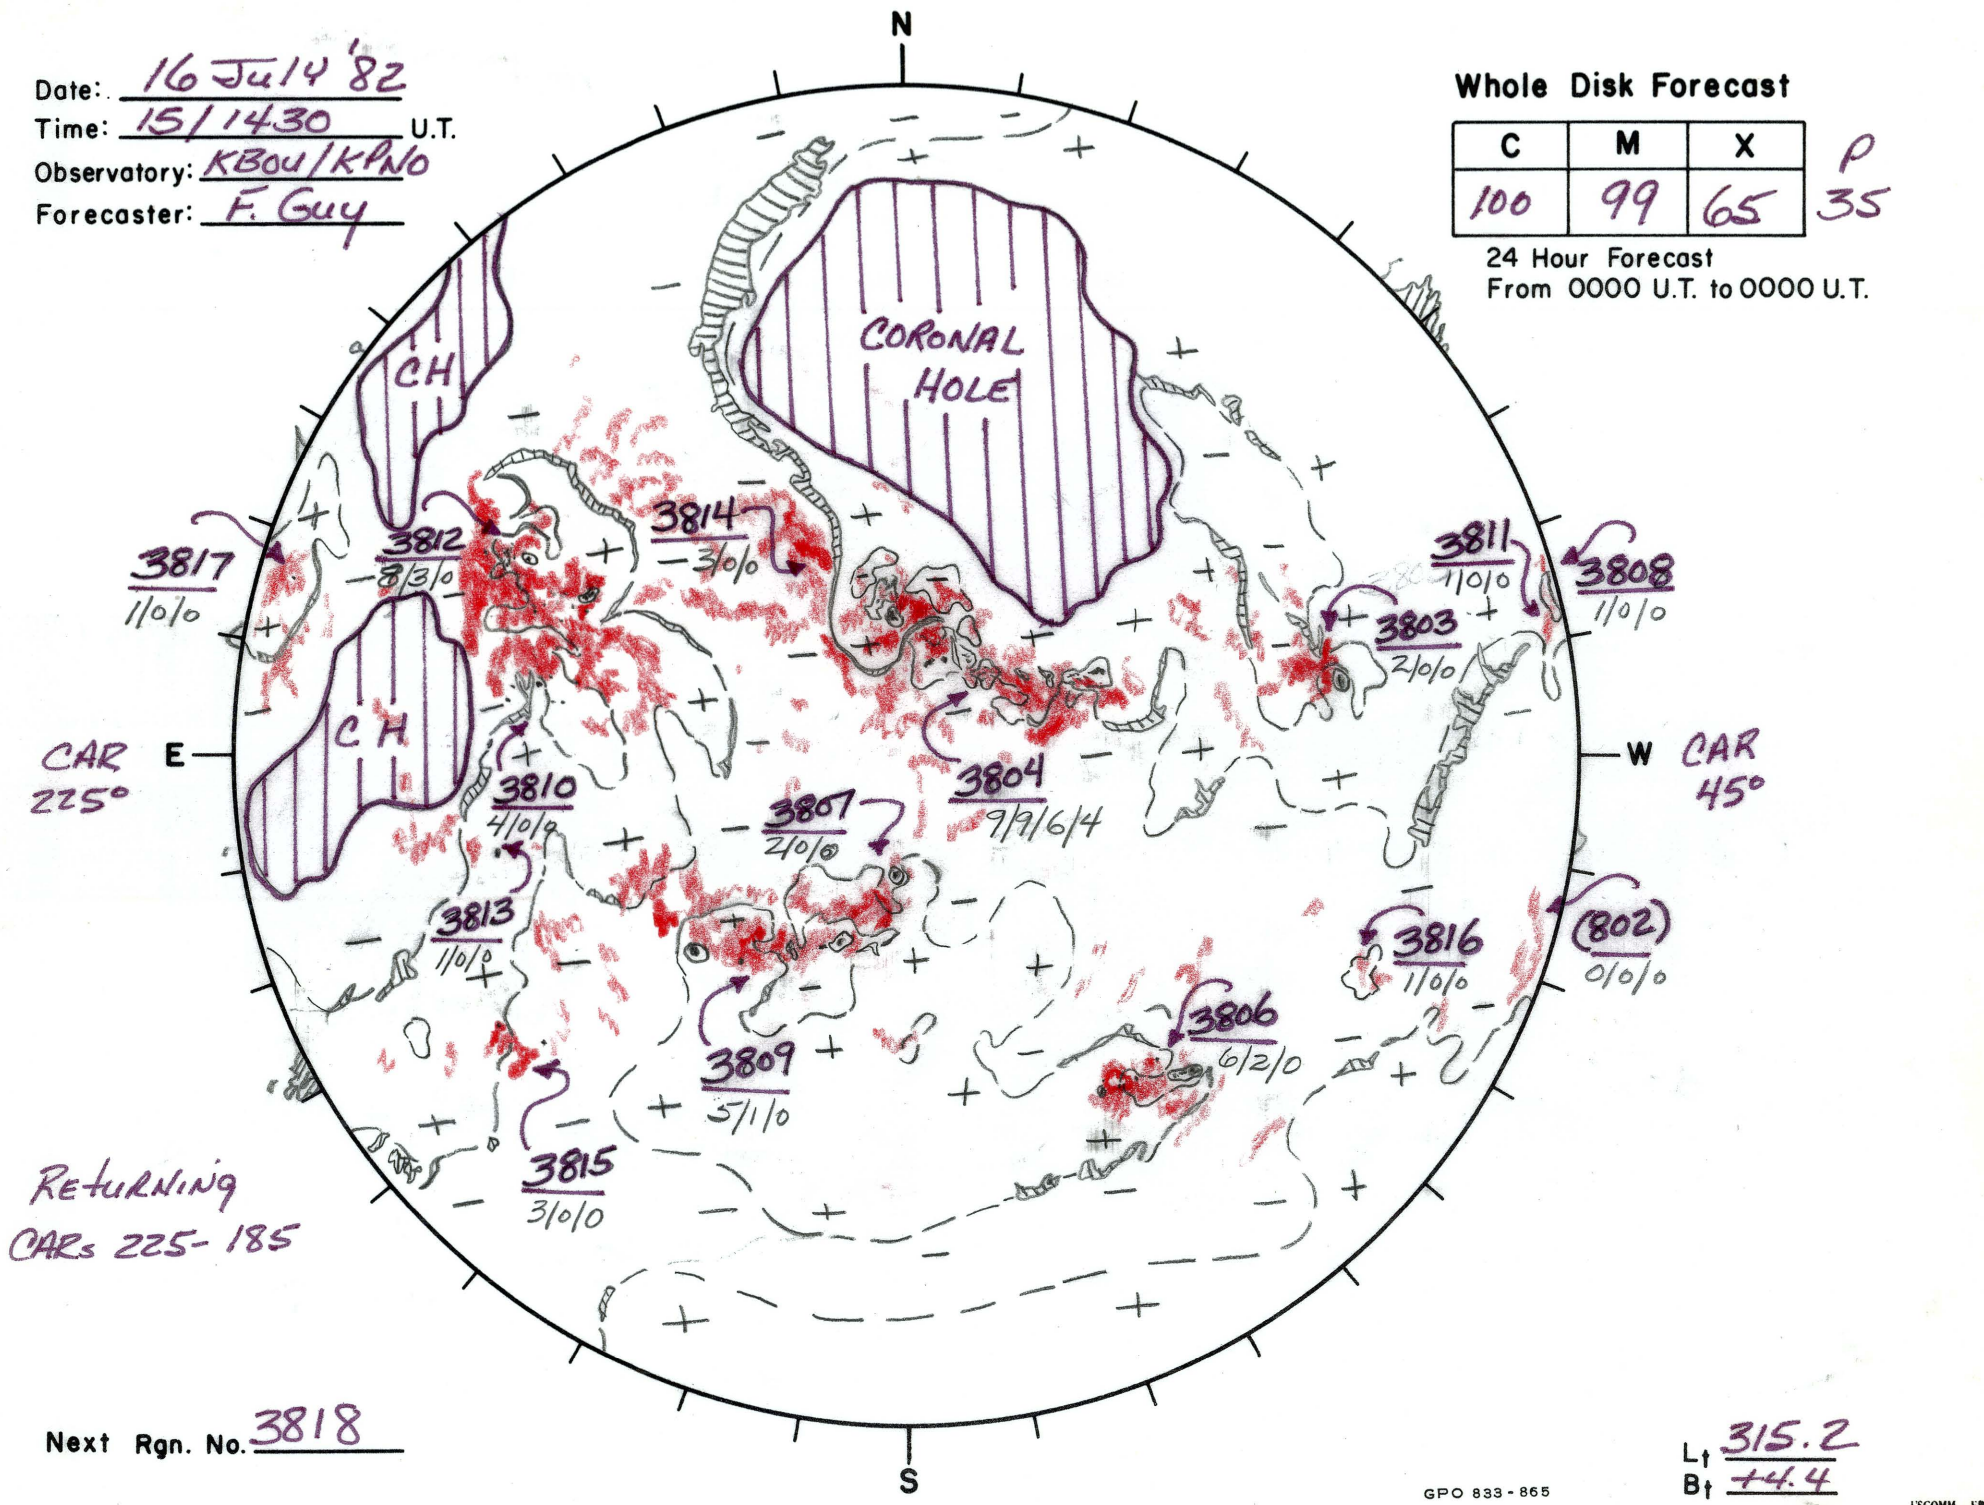 N
Date: 16 July '82
Time: 15/1430 U.T.
Observatory: KBOU/KPNO
Forecaster: F. Guy
Whole Disk Forecast
C M X P
100 99 65 35
24 Hour Forecast
From 0000 U.T. to 0000 U.T.
CORONAL
HOLE
CH
3817
1/0/0
3812
8/3/0
3814
3/0/0
3811
1/0/0
3808
1/0/0
3803
2/0/0
CH
E
CAR
225°
W
CAR
45°
3810
4/0/0
3807
2/0/0
3804
9/9/6/4
3813
1/0/0
3816
1/0/0
(802)
0/0/0
3806
6/2/0
3809
5/1/0
3815
3/0/0
Returning
CARs 225-185
Next Rgn. No. 3818
S
GPO 833-865
Lt 315.2
Bt +4.4